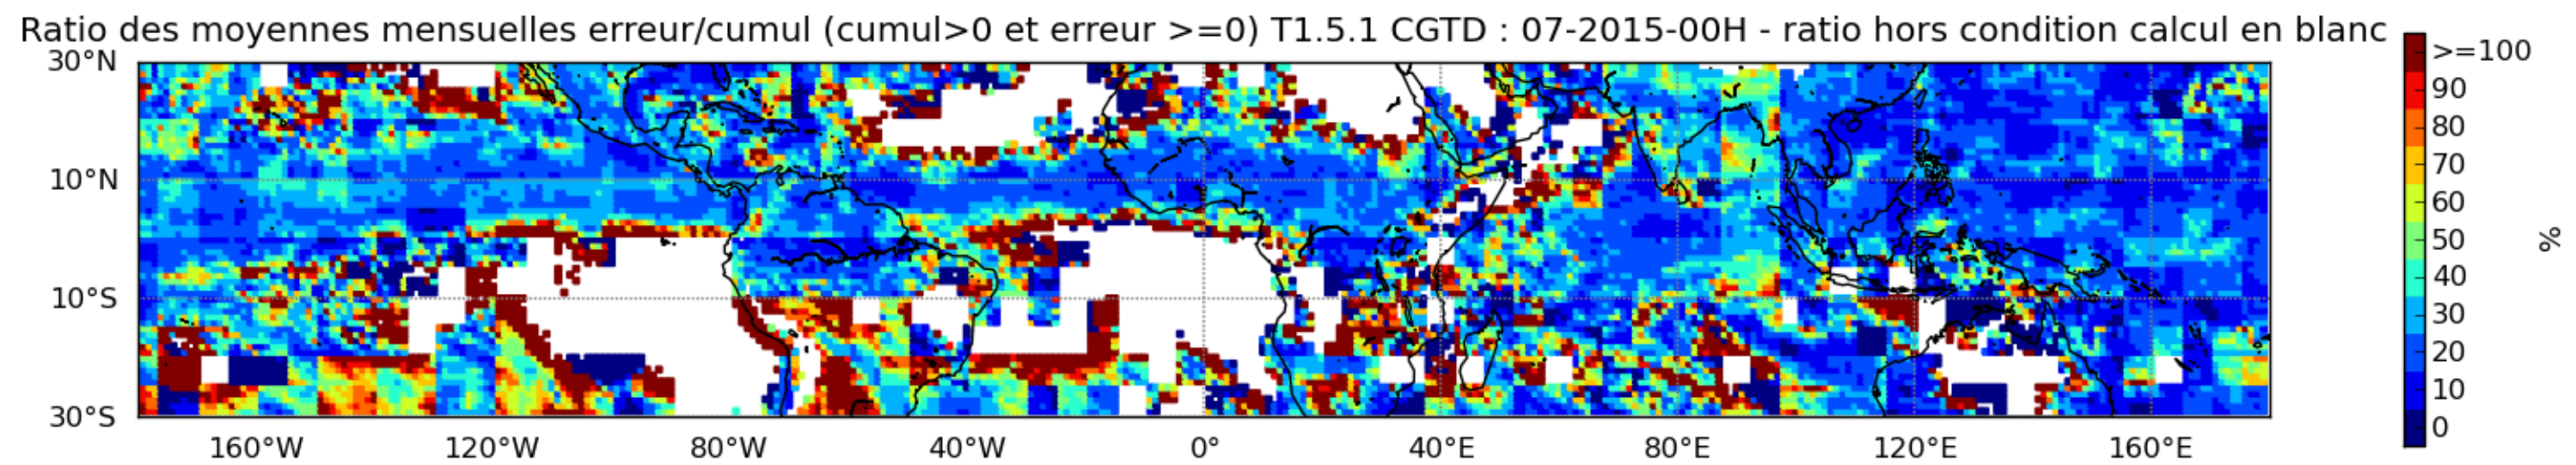 Ratio des moyennes mensuelles erreur/cumul (cumul>0 et erreur >=0) T1.5.1 CGTD : 07-2015-00H - ratio hors condition calcul en blanc
30°N
10°N
10°S
30°S
160°W 120°W 80°W 40°W 0° 40°E 80°E 120°E 160°E
>=100
90
80
70
60
50
40
30
20
10
0
%